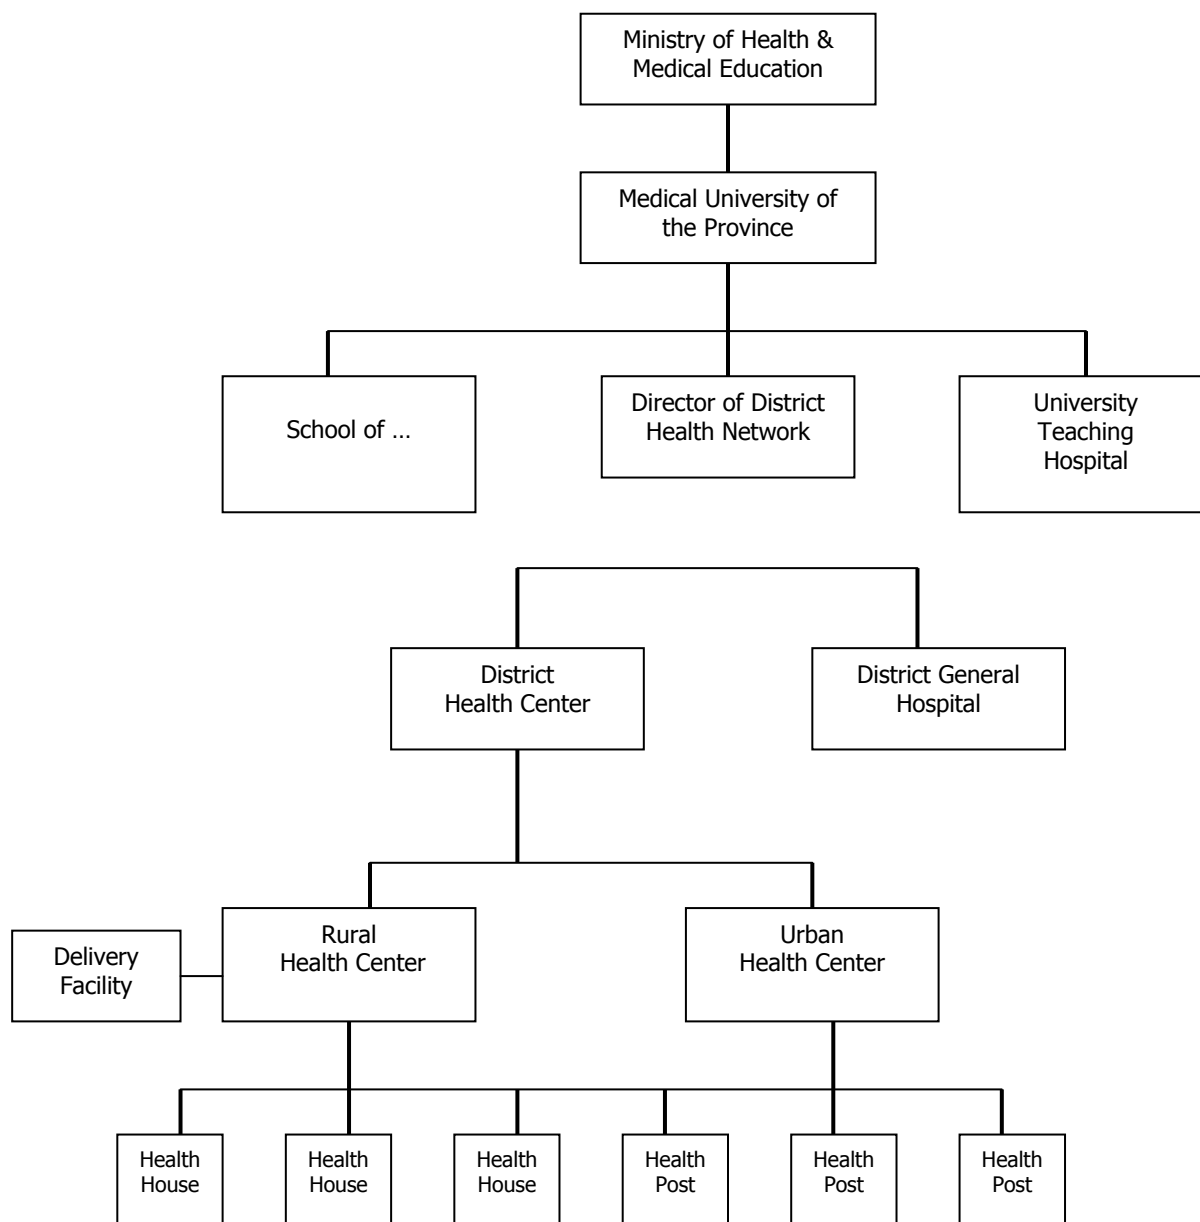 Ministry of Health &
Medical Education
Medical University of
the Province
School of ...
Director of District
Health Network
University
Teaching
Hospital
District
Health Center
District General
Hospital
Delivery
Facility
Rural
Health Center
Urban
Health Center
Health
House
Health
House
Health
House
Health
Post
Health
Post
Health
Post